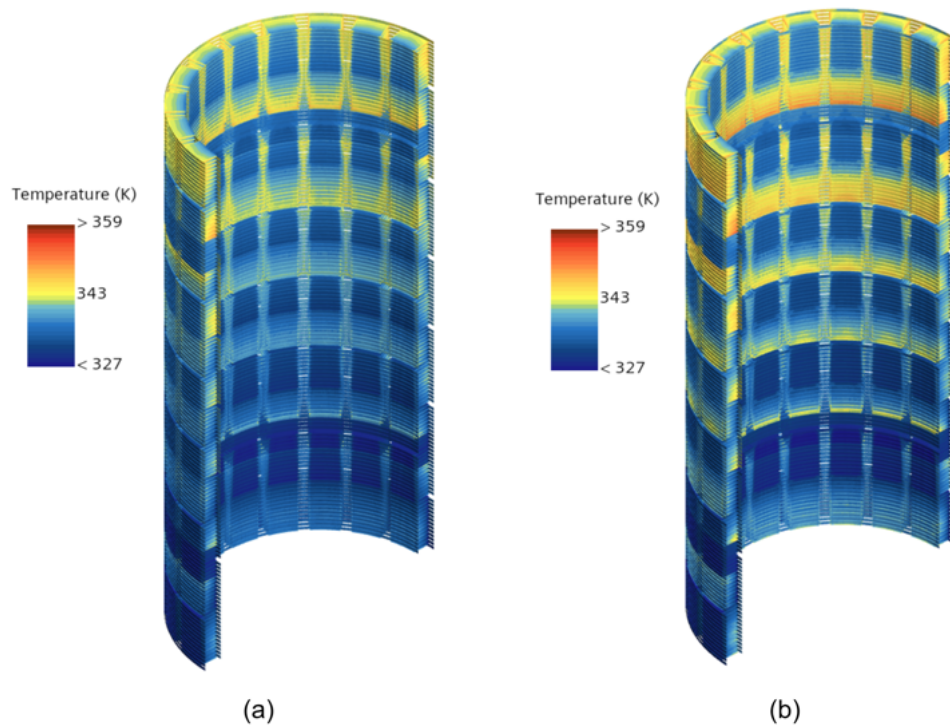 Temperature (K)
> 359
343
< 327
Temperature (K)
> 359
343
< 327
(a)
(b)